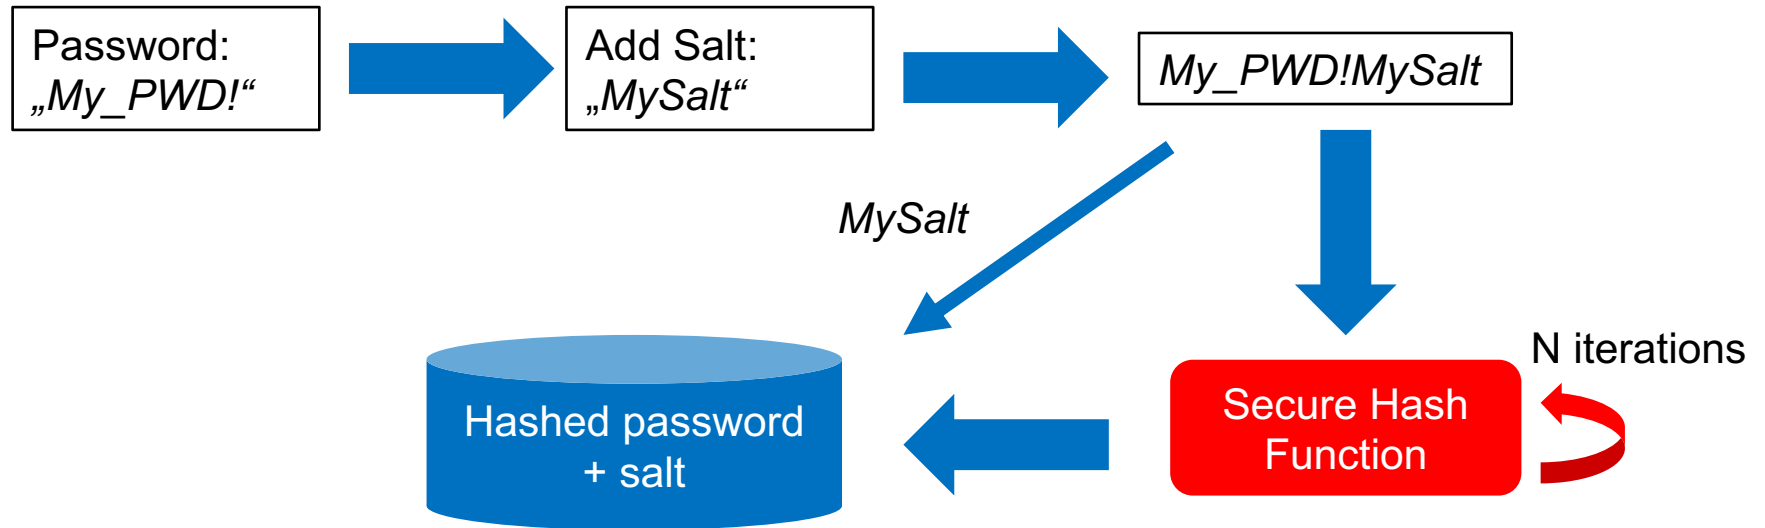 Password:
„My_PWD!“
Add Salt:
„MySalt“
My_PWD!MySalt
MySalt
N iterations
Secure Hash
Function
Hashed password
+ salt